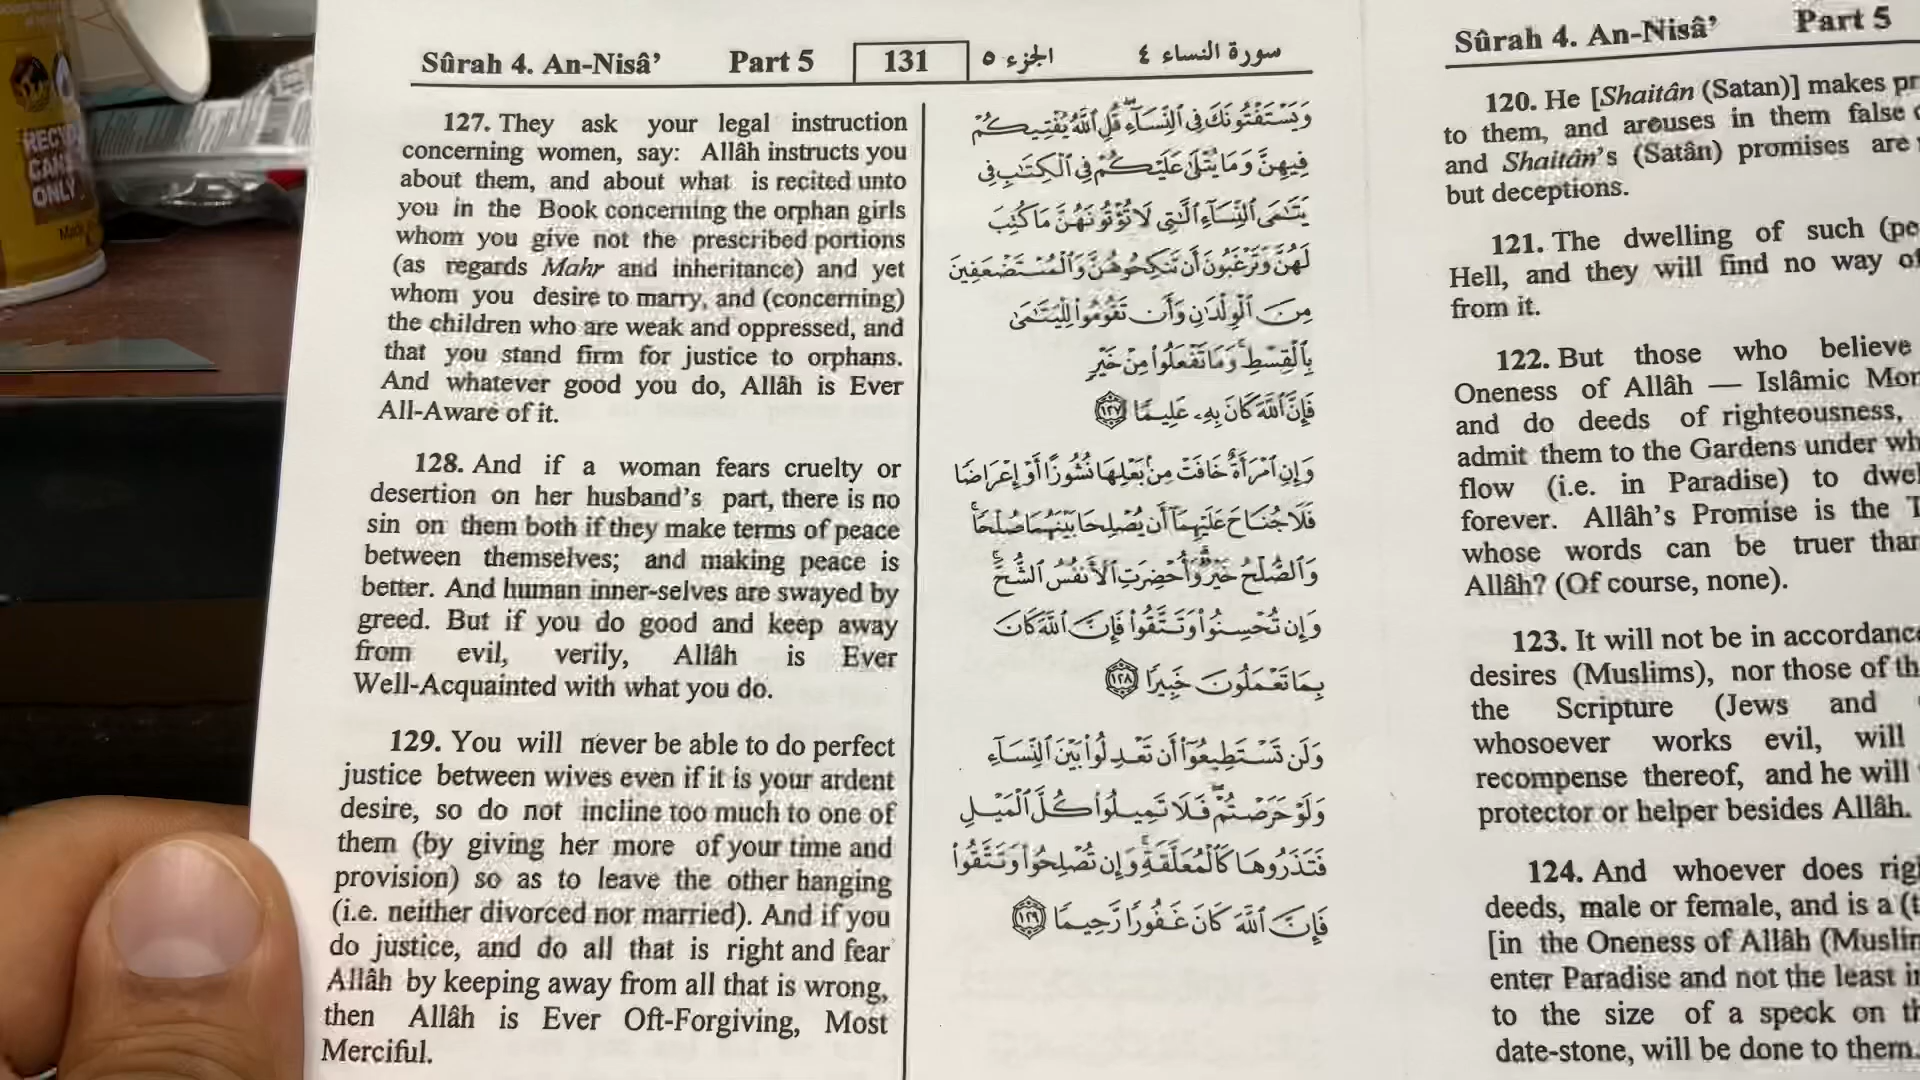 RECYC
CANS
ONLY
Sûrah 4. An-Nisâ’ Part 5 131 الجزء ٥ سورة النساء ٤
127. They ask your legal instruction
concerning women, say: Allâh instructs you
about them, and about what is recited unto
you in the Book concerning the orphan girls
whom you give not the prescribed portions
(as regards Mahr and inheritance) and yet
whom you desire to marry, and (concerning)
the children who are weak and oppressed, and
that you stand firm for justice to orphans.
And whatever good you do, Allâh is Ever
All-Aware of it.
128. And if a woman fears cruelty or
desertion on her husband’s part, there is no
sin on them both if they make terms of peace
between themselves; and making peace is
better. And human inner-selves are swayed by
greed. But if you do good and keep away
from evil, verily, Allâh is Ever
Well-Acquainted with what you do.
129. You will never be able to do perfect
justice between wives even if it is your ardent
desire, so do not incline too much to one of
them (by giving her more of your time and
provision) so as to leave the other hanging
(i.e. neither divorced nor married). And if you
do justice, and do all that is right and fear
Allâh by keeping away from all that is wrong,
then Allâh is Ever Oft-Forgiving, Most
Merciful.
وَيَسْتَفْتُونَكَ فِي ٱلنِّسَآءِ ۖ قُلِ ٱللَّهُ يُفْتِيكُمْ
فِيهِنَّ وَمَا يُتْلَىٰ عَلَيْكُمْ فِي ٱلْكِتَٰبِ فِي
يَتَٰمَى ٱلنِّسَآءِ ٱلَّٰتِي لَا تُؤْتُونَهُنَّ مَا كُتِبَ
لَهُنَّ وَتَرْغَبُونَ أَن تَنكِحُوهُنَّ وَٱلْمُسْتَضْعَفِينَ
مِنَ ٱلْوِلْدَٰنِ وَأَن تَقُومُوا۟ لِلْيَتَٰمَىٰ
بِٱلْقِسْطِ ۚ وَمَا تَفْعَلُوا۟ مِنْ خَيْرٍ
فَإِنَّ ٱللَّهَ كَانَ بِهِۦ عَلِيمًا ١٢٧
وَإِنِ ٱمْرَأَةٌ خَافَتْ مِنۢ بَعْلِهَا نُشُوزًا أَوْ إِعْرَاضًا
فَلَا جُنَاحَ عَلَيْهِمَآ أَن يُصْلِحَا بَيْنَهُمَا صُلْحًا ۚ
وَٱلصُّلْحُ خَيْرٌ ۗ وَأُحْضِرَتِ ٱلْأَنفُسُ ٱلشُّحَّ ۚ
وَإِن تُحْسِنُوا۟ وَتَتَّقُوا۟ فَإِنَّ ٱللَّهَ كَانَ
بِمَا تَعْمَلُونَ خَبِيرًا ١٢٨
وَلَن تَسْتَطِيعُوٓا۟ أَن تَعْدِلُوا۟ بَيْنَ ٱلنِّسَآءِ
وَلَوْ حَرَصْتُمْ ۖ فَلَا تَمِيلُوا۟ كُلَّ ٱلْمَيْلِ
فَتَذَرُوهَا كَٱلْمُعَلَّقَةِ ۚ وَإِن تُصْلِحُوا۟ وَتَتَّقُوا۟
فَإِنَّ ٱللَّهَ كَانَ غَفُورًا رَّحِيمًا ١٢٩
Sûrah 4. An-Nisâ’ Part 5
120. He [Shaitân (Satan)] makes pr
to them, and arouses in them false
and Shaitân’s (Satân) promises are
but deceptions.
121. The dwelling of such (pe
Hell, and they will find no way of
from it.
122. But those who believe
Oneness of Allâh — Islâmic Mon
and do deeds of righteousness,
admit them to the Gardens under wh
flow (i.e. in Paradise) to dwel
forever. Allâh’s Promise is the T
whose words can be truer than
Allâh? (Of course, none).
123. It will not be in accordance
desires (Muslims), nor those of th
the Scripture (Jews and
whosoever works evil, will
recompense thereof, and he will
protector or helper besides Allâh.
124. And whoever does rig
deeds, male or female, and is a (t
[in the Oneness of Allâh (Muslim
enter Paradise and not the least in
to the size of a speck on th
date-stone, will be done to them.